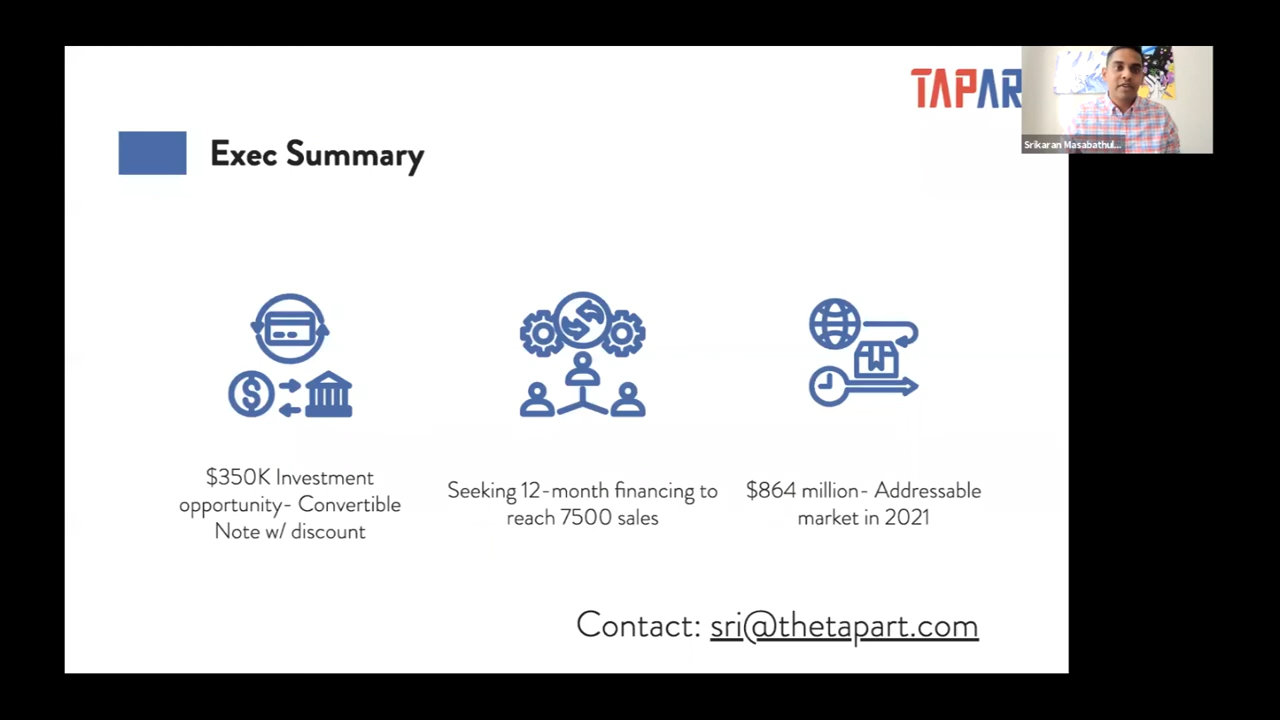 TAPAR
Srikaran Masabathul...
Exec Summary
$350K Investment
opportunity- Convertible
Note w/ discount
Seeking 12-month financing to
reach 7500 sales
$864 million- Addressable
market in 2021
Contact: sri@thetapart.com